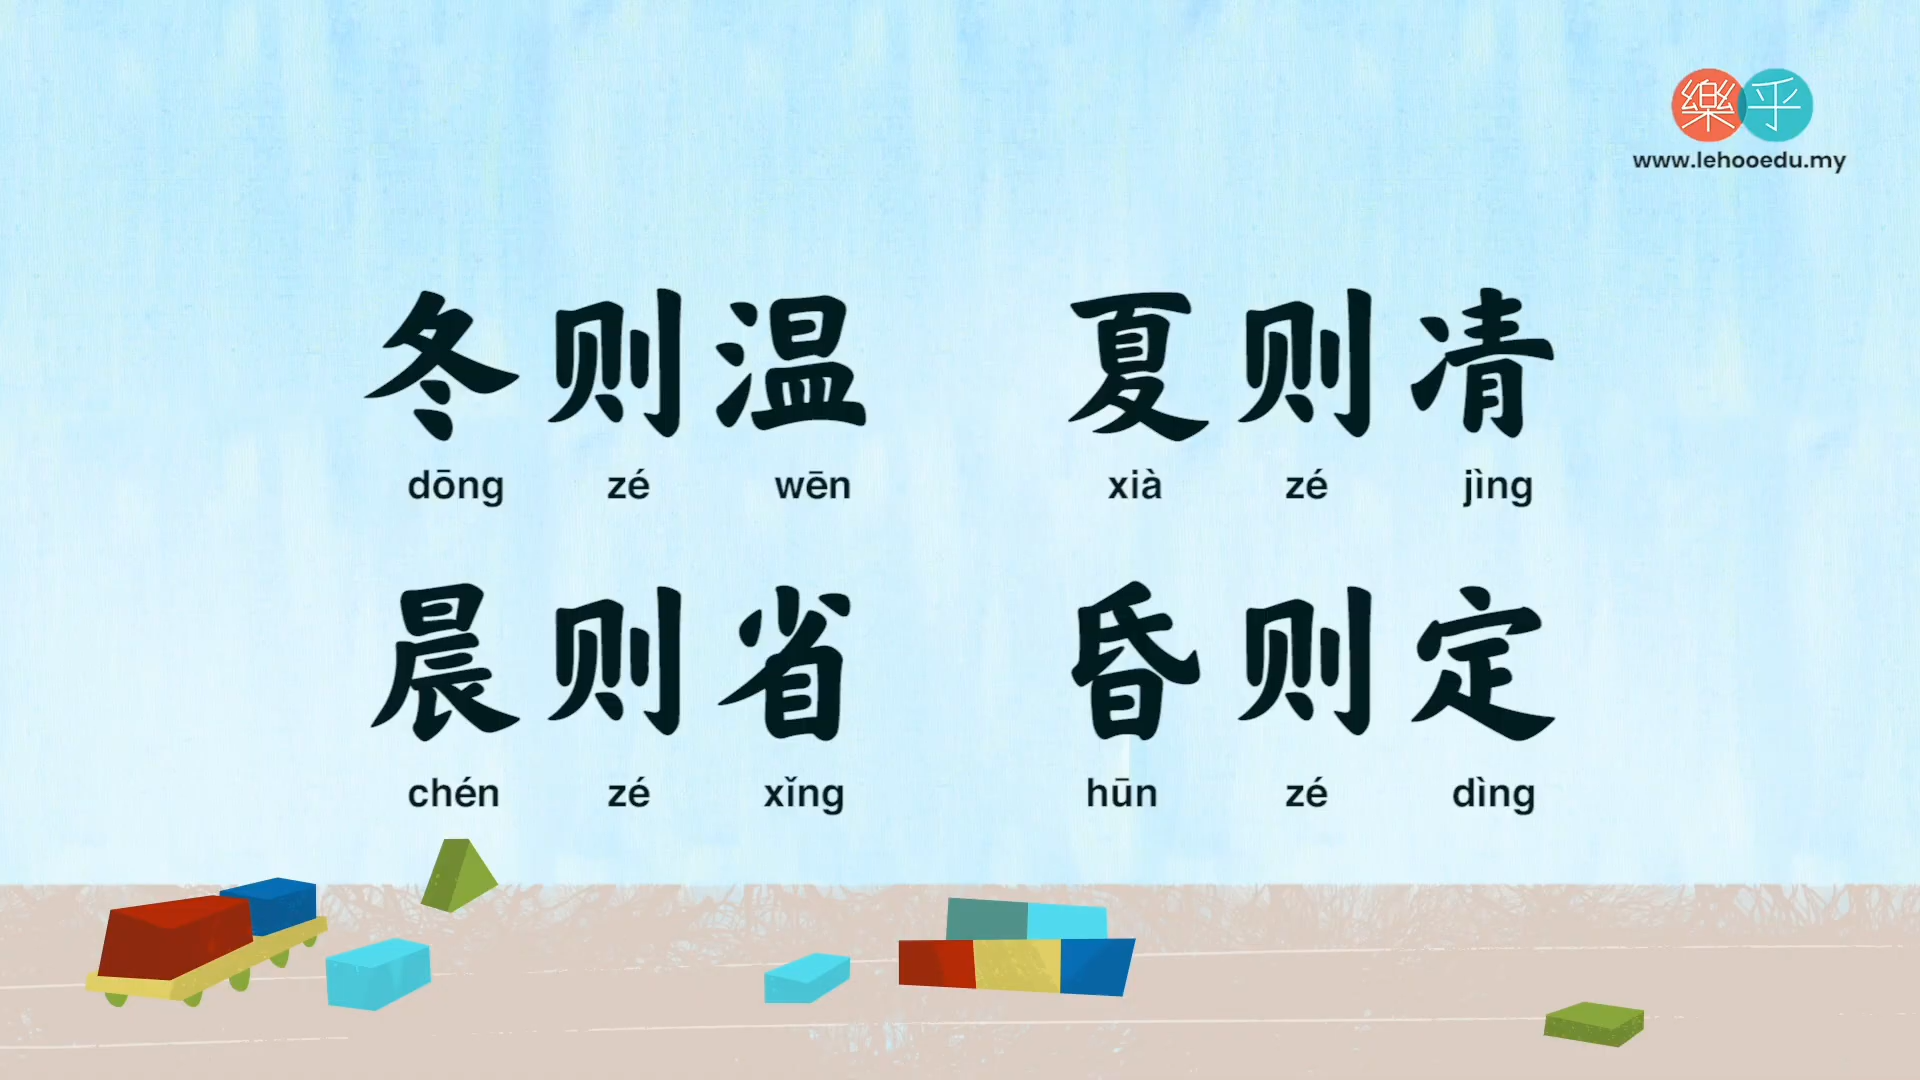 樂乎
www.lehooedu.my
冬则温 夏则凊
dōng zé wēn xià zé jìng
晨则省 昏则定
chén zé xǐng hūn zé dìng